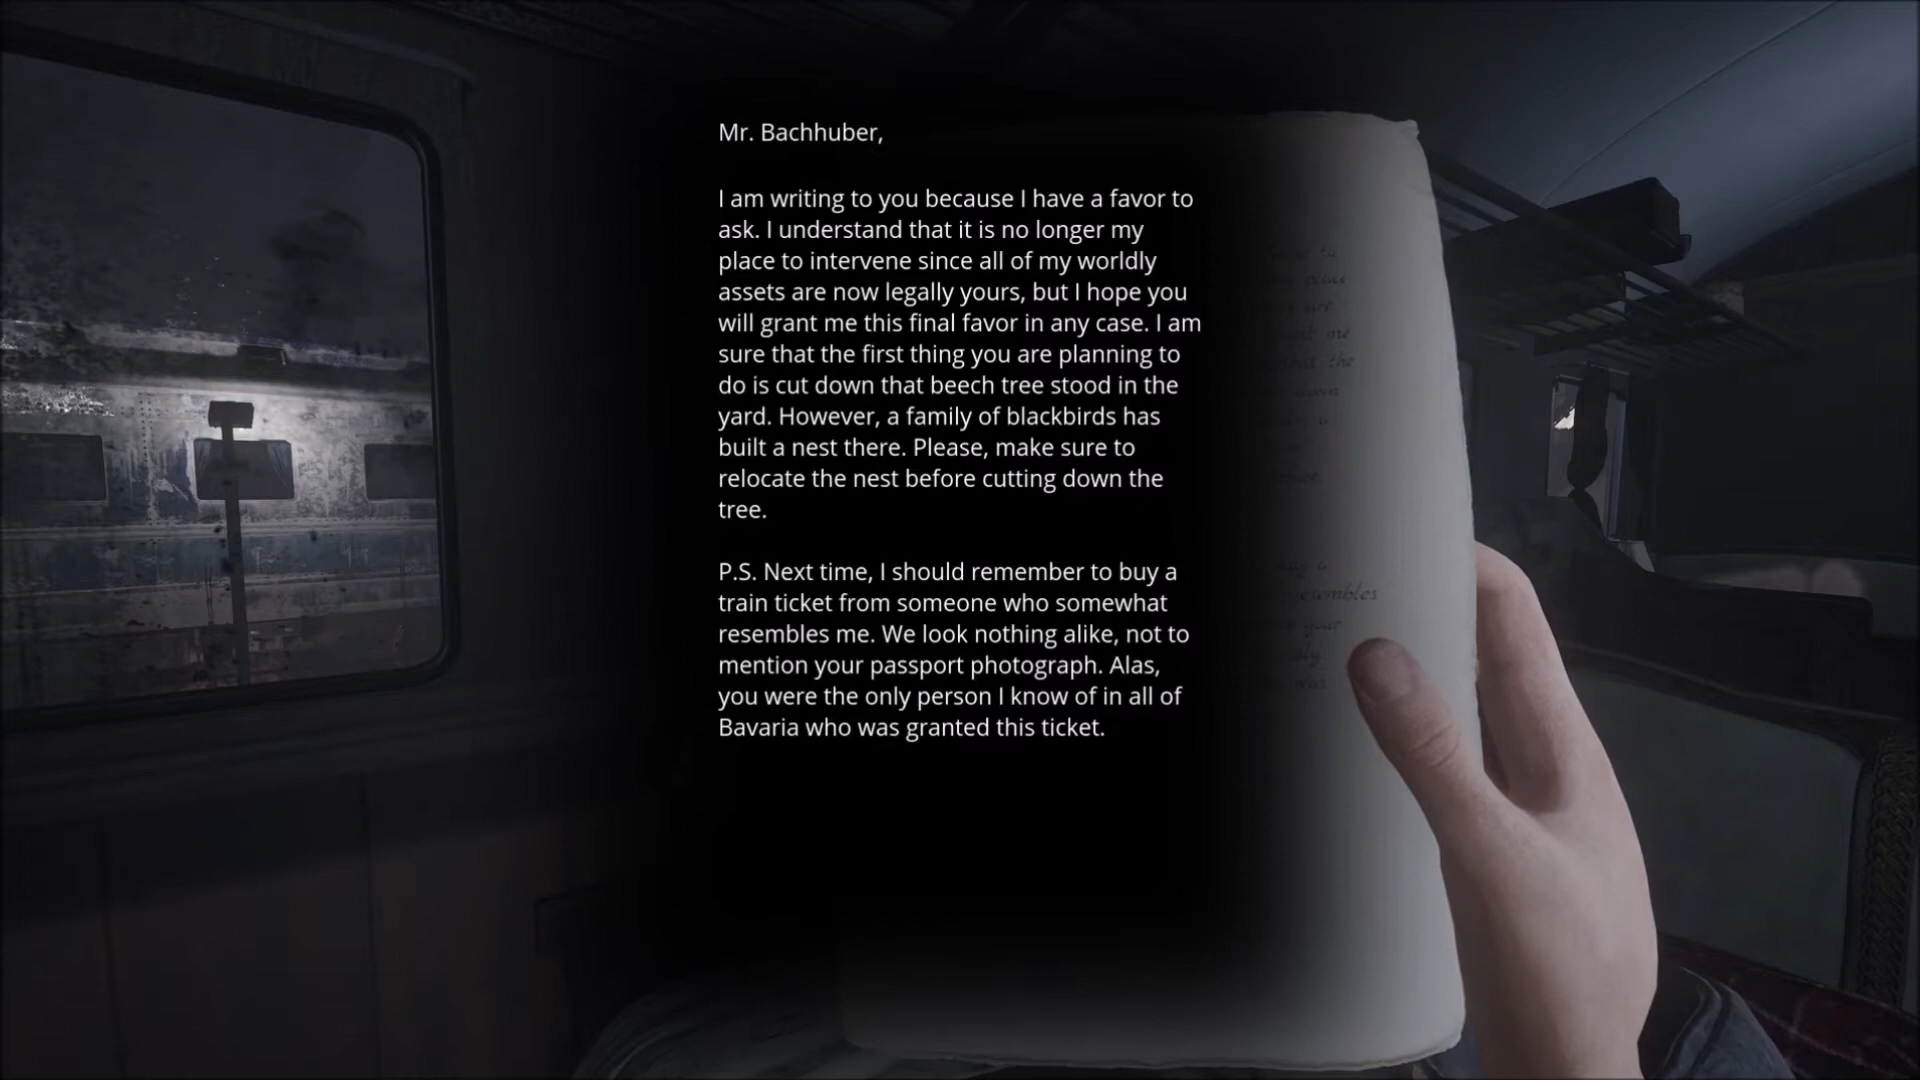 Mr. Bachhuber,
I am writing to you because I have a favor to
ask. I understand that it is no longer my
place to intervene since all of my worldly
assets are now legally yours, but I hope you
will grant me this final favor in any case. I am
sure that the first thing you are planning to
do is cut down that beech tree stood in the
yard. However, a family of blackbirds has
built a nest there. Please, make sure to
relocate the nest before cutting down the
tree.
P.S. Next time, I should remember to buy a
train ticket from someone who somewhat
resembles me. We look nothing alike, not to
mention your passport photograph. Alas,
you were the only person I know of in all of
Bavaria who was granted this ticket.